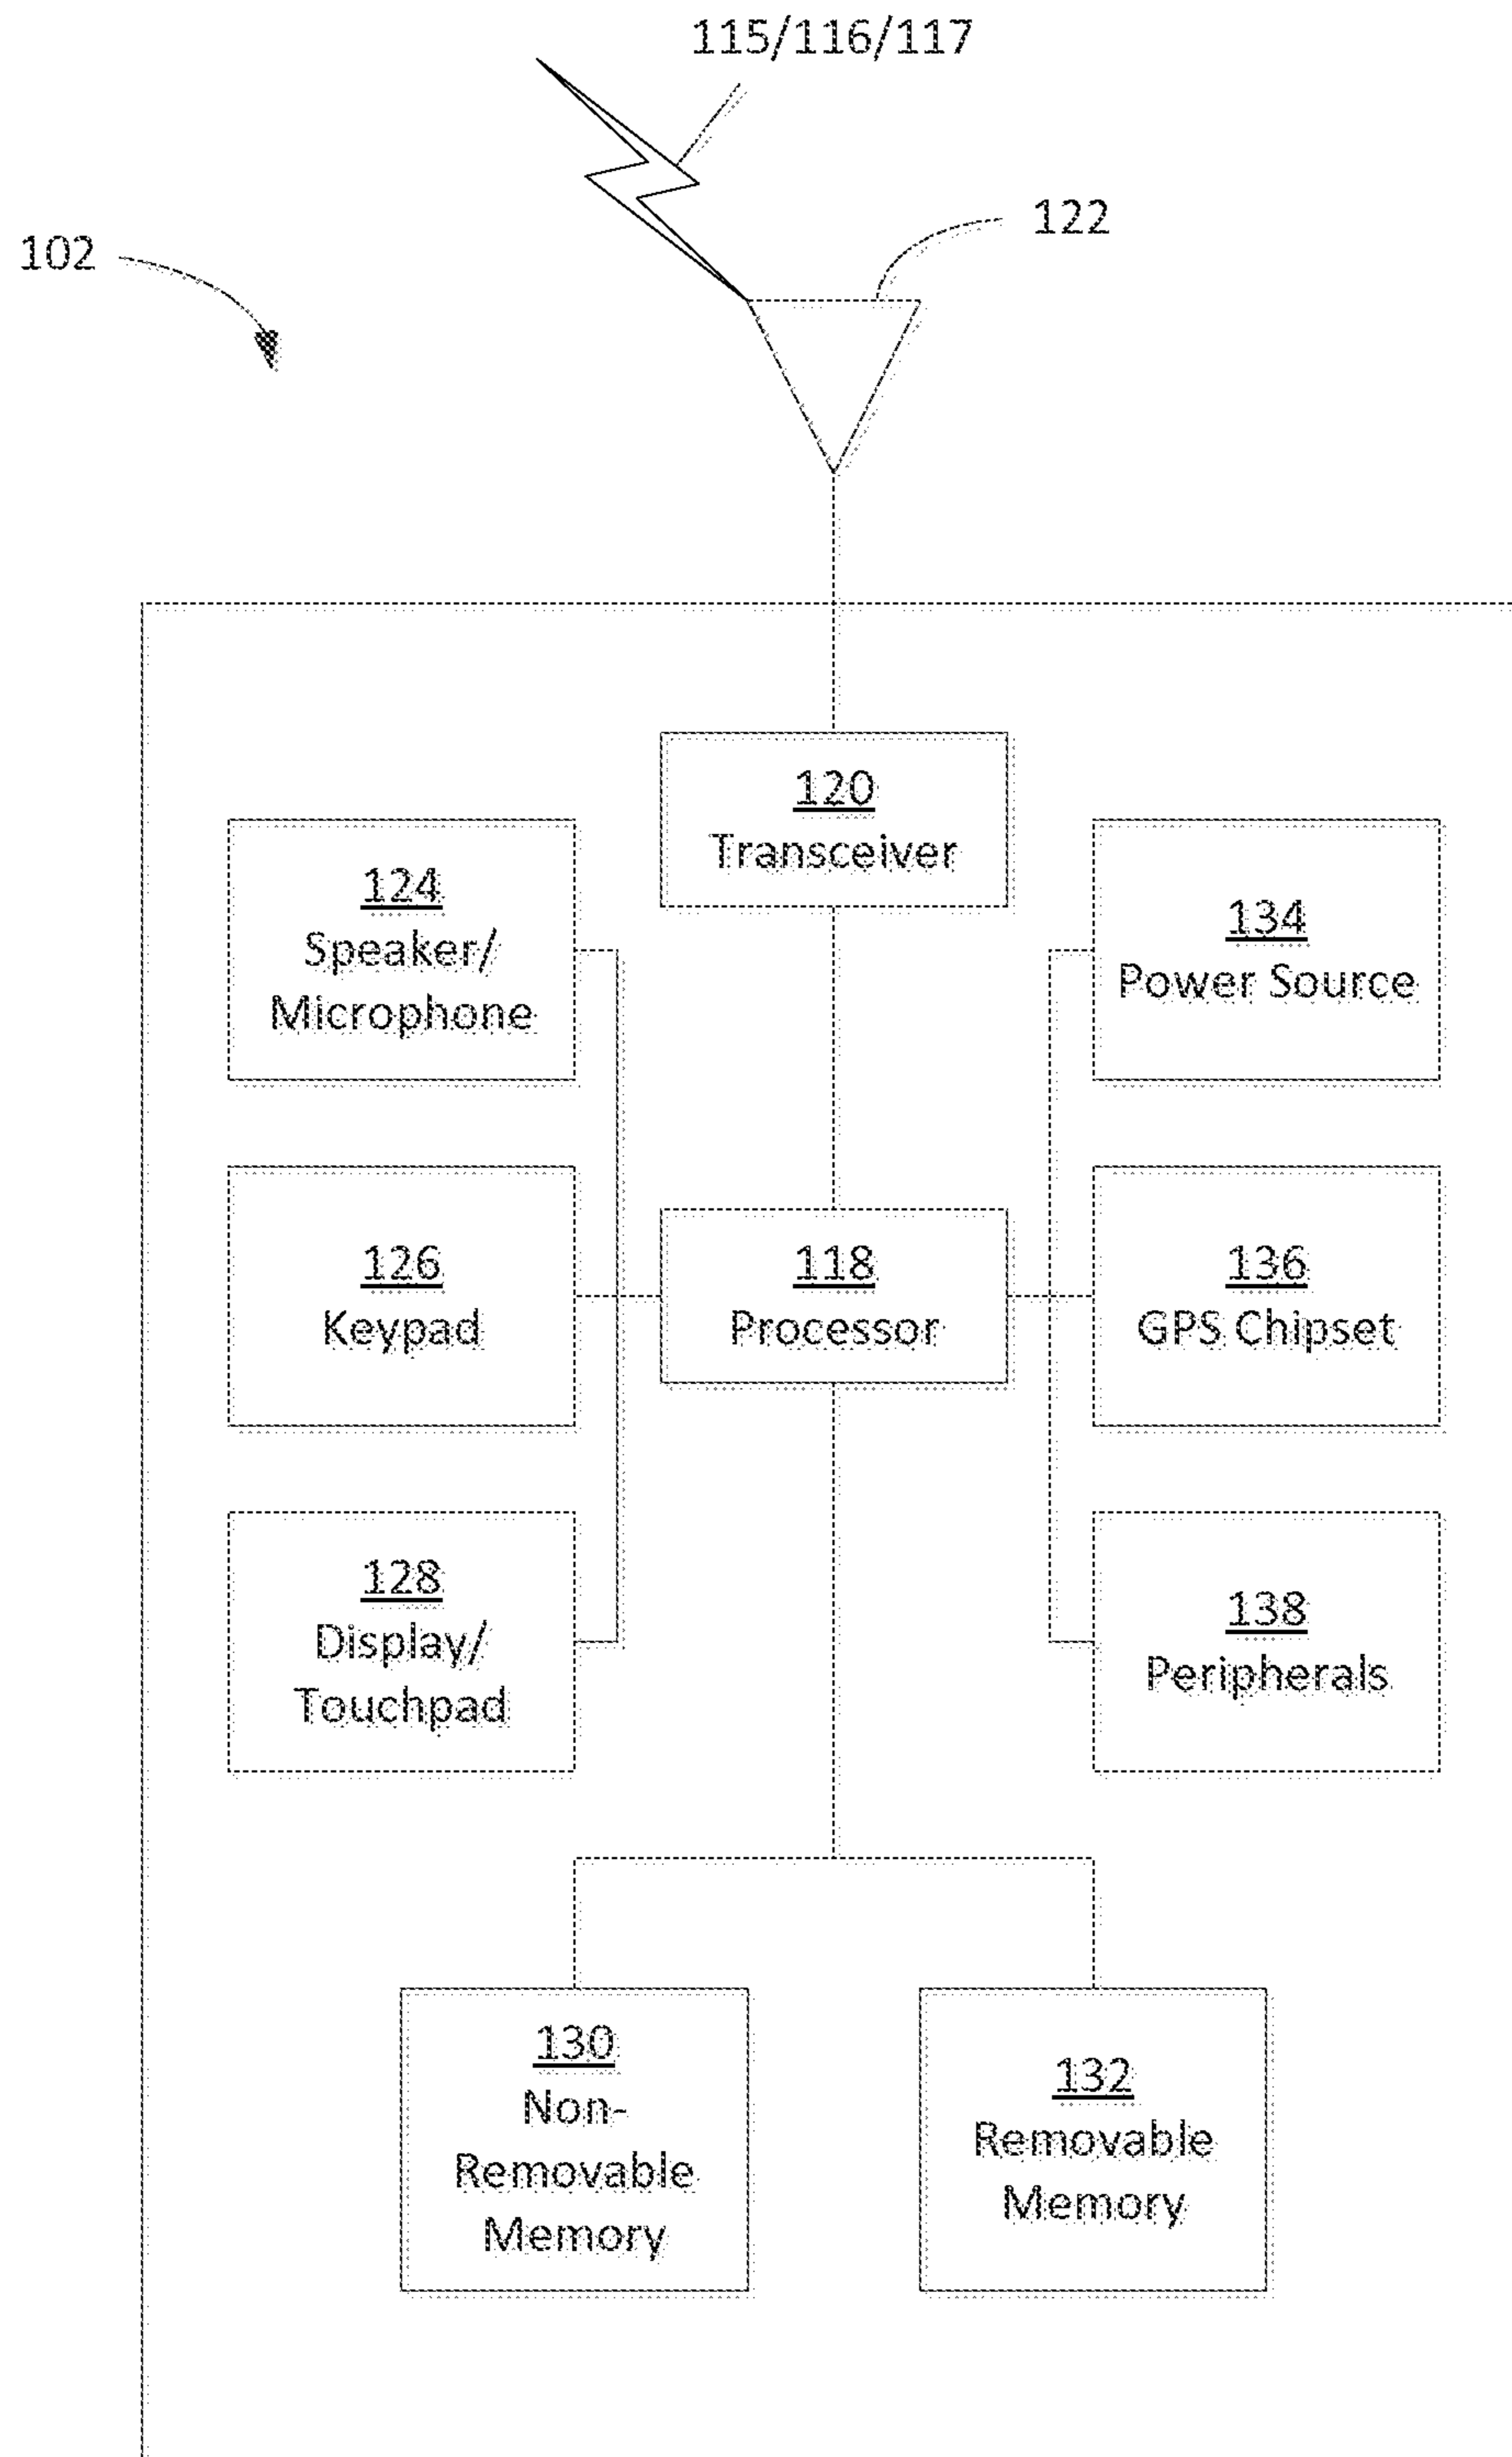 115/116/117
122
102
120
Transceiver
124
Speaker/
Microphone
134
Power Source
126
Keypad
118
Processor
136
GPS Chipset
128
Display/
Touchpad
138
Peripherals
130
Non-
Removable
Memory
132
Removable
Memory